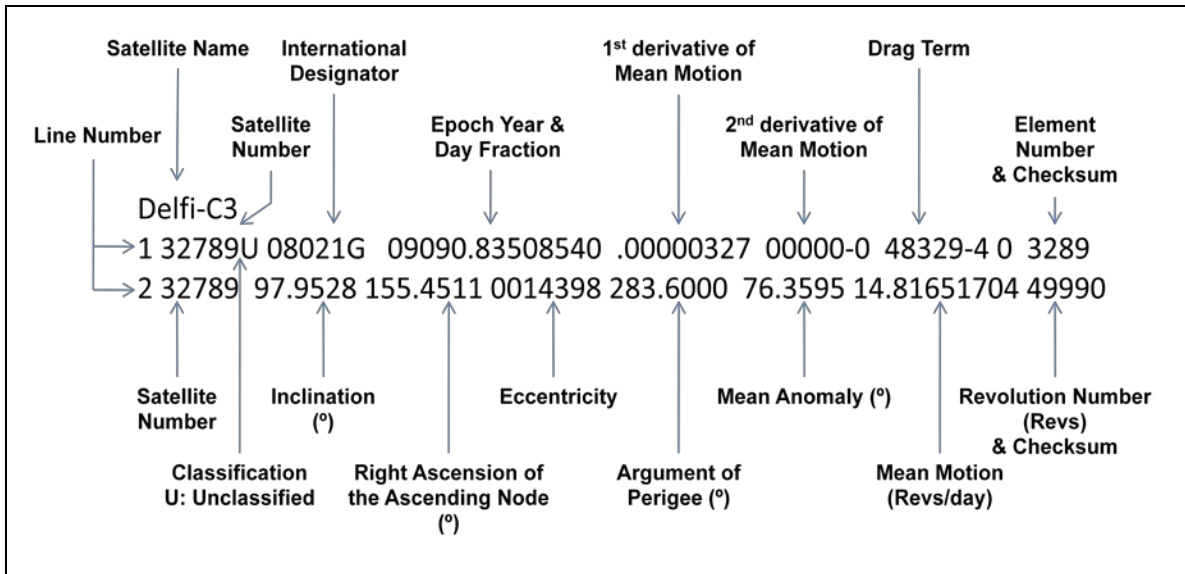 Satellite Name
International
Designator
1st derivative of
Mean Motion
Drag Term
Line Number
Satellite
Number
Epoch Year &
Day Fraction
2nd derivative of
Mean Motion
Element
Number
& Checksum
Delfi-C3
1 32789U 08021G 09090.83508540 .00000327 00000-0 48329-4 0 3289
2 32789 97.9528 155.4511 0014398 283.6000 76.3595 14.81651704 49990
Satellite
Number
Inclination
(º)
Eccentricity
Mean Anomaly (º)
Revolution Number
(Revs)
& Checksum
Classification
U: Unclassified
Right Ascension of
the Ascending Node
(º)
Argument of
Perigee (º)
Mean Motion
(Revs/day)